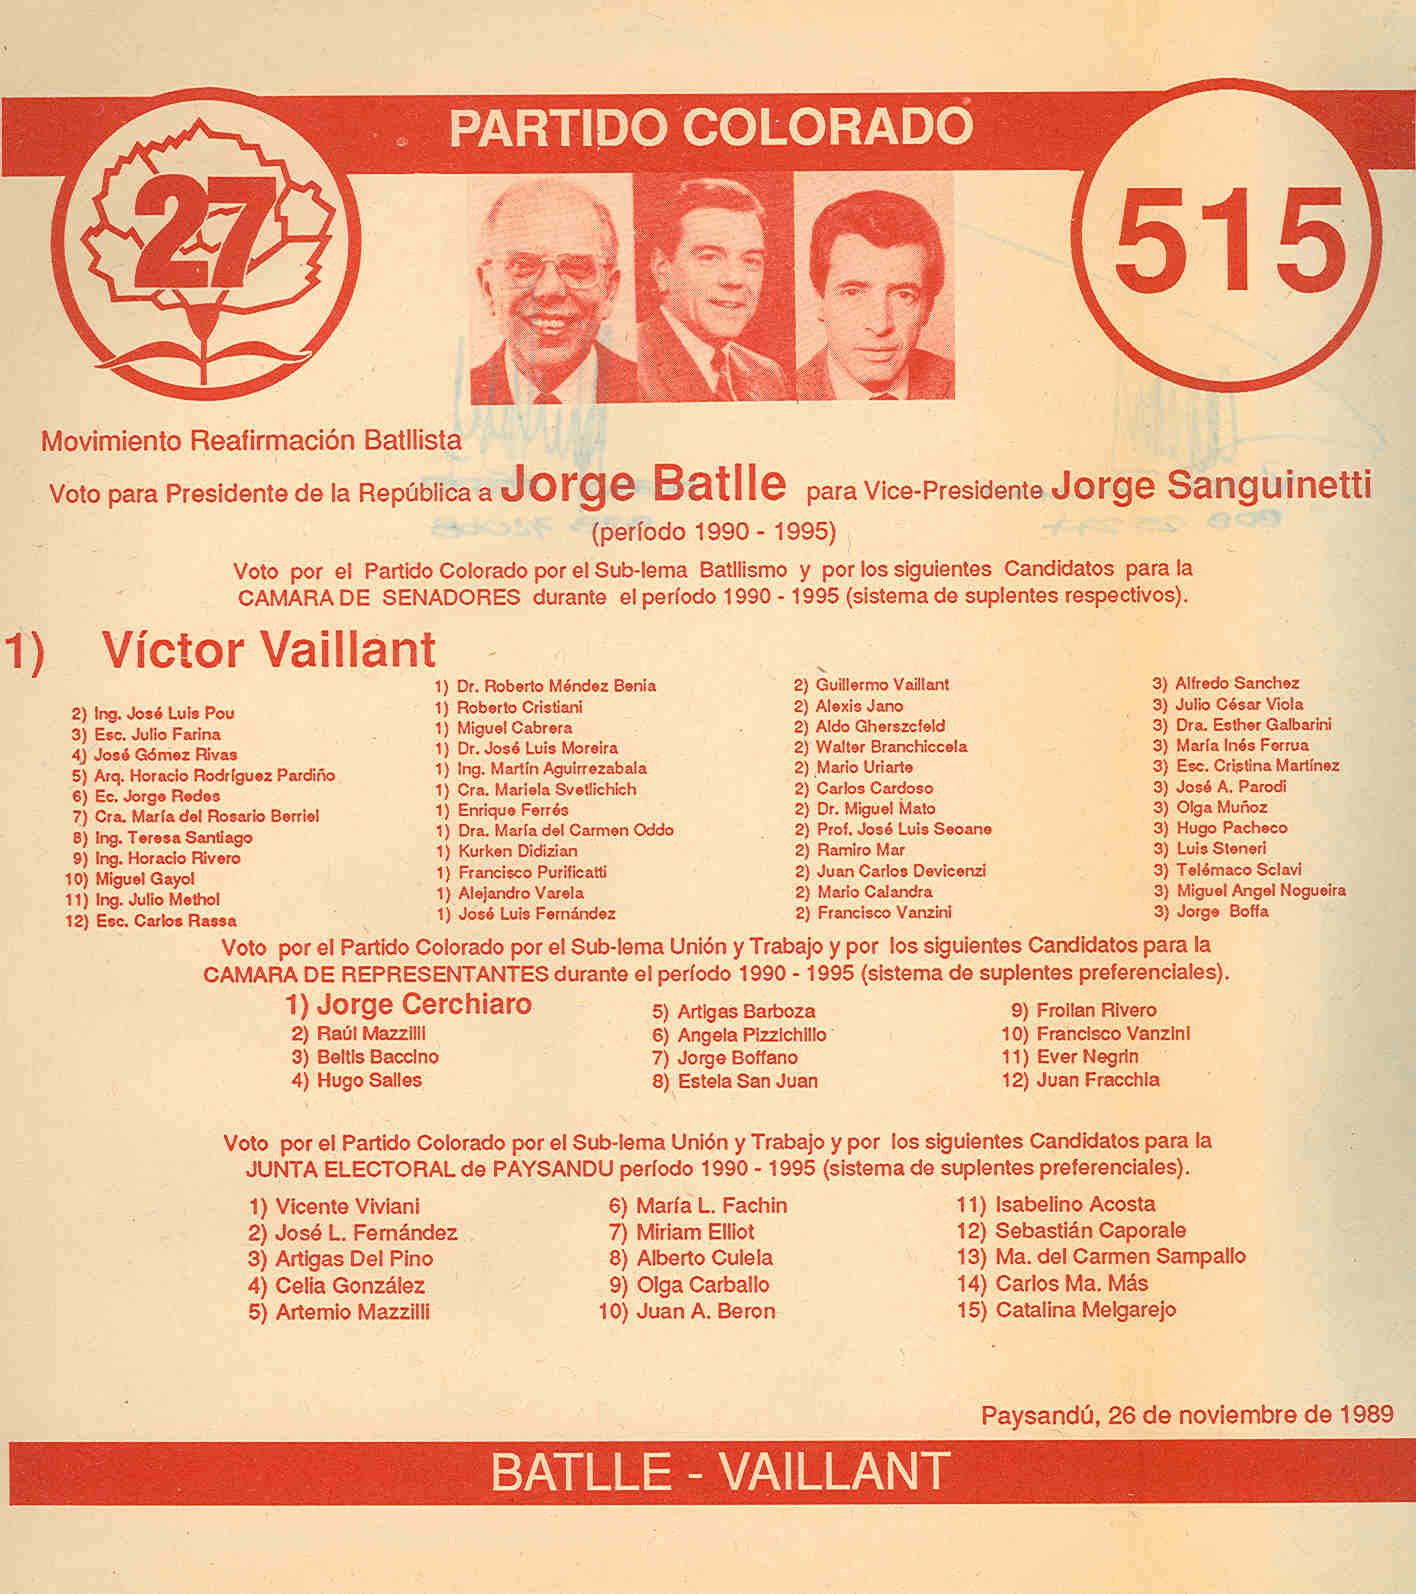 PARTIDO COLORADO
27
515
Movimiento Reafirmación Batllista
Voto para Presidente de la República a Jorge Batlle para Vice-Presidente Jorge Sanguinetti
(período 1990 - 1995)
Voto por el Partido Colorado por el Sub-lema Batllismo y por los siguientes Candidatos para la
CAMARA DE SENADORES durante el período 1990 - 1995 (sistema de suplentes respectivos).
1) Víctor Vaillant
1) Dr. Roberto Méndez Benia 2) Guillermo Vaillant 3) Alfredo Sanchez
2) Ing. José Luis Pou 1) Roberto Cristiani 2) Alexis Jano 3) Julio César Viola
3) Esc. Julio Farina 1) Miguel Cabrera 2) Aldo Gherszcfeld 3) Dra. Esther Galbarini
4) José Gómez Rivas 1) Dr. José Luis Moreira 2) Walter Branchiccela 3) María Inés Ferrua
5) Arq. Horacio Rodríguez Pardiño 1) Ing. Martín Aguirrezabala 2) Mario Uriarte 3) Esc. Cristina Martínez
6) Ec. Jorge Redes 1) Cra. Mariela Svetlichich 2) Carlos Cardoso 3) José A. Parodi
7) Cra. María del Rosario Berriel 1) Enrique Ferrés 2) Dr. Miguel Mato 3) Olga Muñoz
8) Ing. Teresa Santiago 1) Dra. María del Carmen Oddo 2) Prof. José Luis Seoane 3) Hugo Pacheco
9) Ing. Horacio Rivero 1) Kurken Didizian 2) Ramiro Mar 3) Luis Steneri
10) Miguel Gayol 1) Francisco Purificatti 2) Juan Carlos Devicenzi 3) Telémaco Sclavi
11) Ing. Julio Methol 1) Alejandro Varela 2) Mario Calandra 3) Miguel Angel Nogueira
12) Esc. Carlos Rassa 1) José Luis Fernández 2) Francisco Vanzini 3) Jorge Boffa
Voto por el Partido Colorado por el Sub-lema Unión y Trabajo y por los siguientes Candidatos para la
CAMARA DE REPRESENTANTES durante el período 1990 - 1995 (sistema de suplentes preferenciales).
1) Jorge Cerchiaro 5) Artigas Barboza 9) Froilan Rivero
2) Raúl Mazzilli 6) Angela Pizzichillo 10) Francisco Vanzini
3) Beltis Baccino 7) Jorge Boffano 11) Ever Negrin
4) Hugo Salles 8) Estela San Juan 12) Juan Fracchia
Voto por el Partido Colorado por el Sub-lema Unión y Trabajo y por los siguientes Candidatos para la
JUNTA ELECTORAL de PAYSANDU período 1990 - 1995 (sistema de suplentes preferenciales).
1) Vicente Viviani 6) María L. Fachin 11) Isabelino Acosta
2) José L. Fernández 7) Miriam Elliot 12) Sebastián Caporale
3) Artigas Del Pino 8) Alberto Culela 13) Ma. del Carmen Sampallo
4) Celia González 9) Olga Carballo 14) Carlos Ma. Más
5) Artemio Mazzilli 10) Juan A. Beron 15) Catalina Melgarejo
Paysandú, 26 de noviembre de 1989
BATLLE - VAILLANT